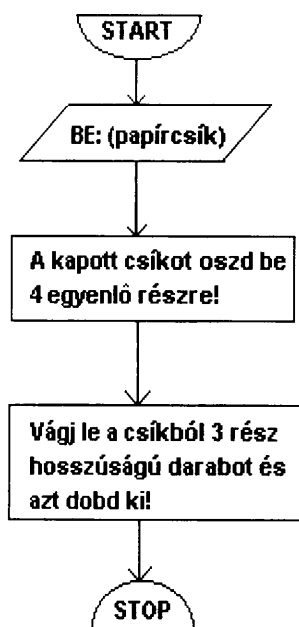 START
BE: (papírcsík)
A kapott csíkot oszd be
4 egyenlő részre!
Vágj le a csíkból 3 rész
hosszúságú darabot és
azt dobd ki!
STOP